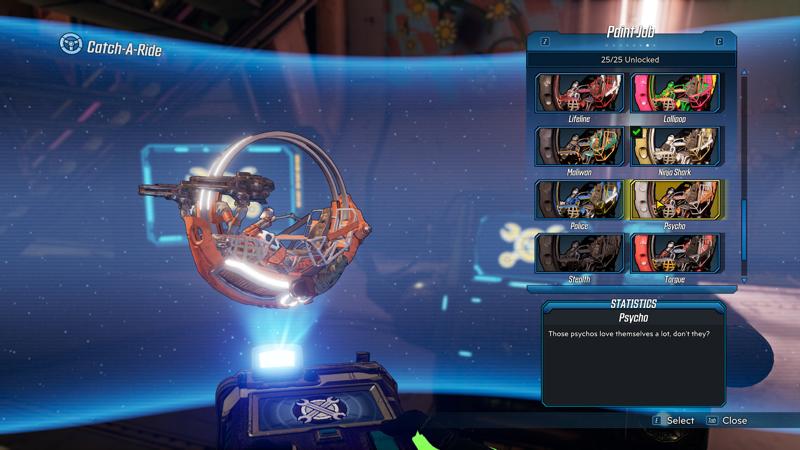 Catch-A-Ride
Paint Job
Z
C
25/25 Unlocked
Lifeline
Lollipop
Maliwan
Ninja Shark
Police
Psycho
Stealth
Torgue
STATISTICS
Psycho
Those psychos love themselves a lot, don't they?
E Select
Tab Close